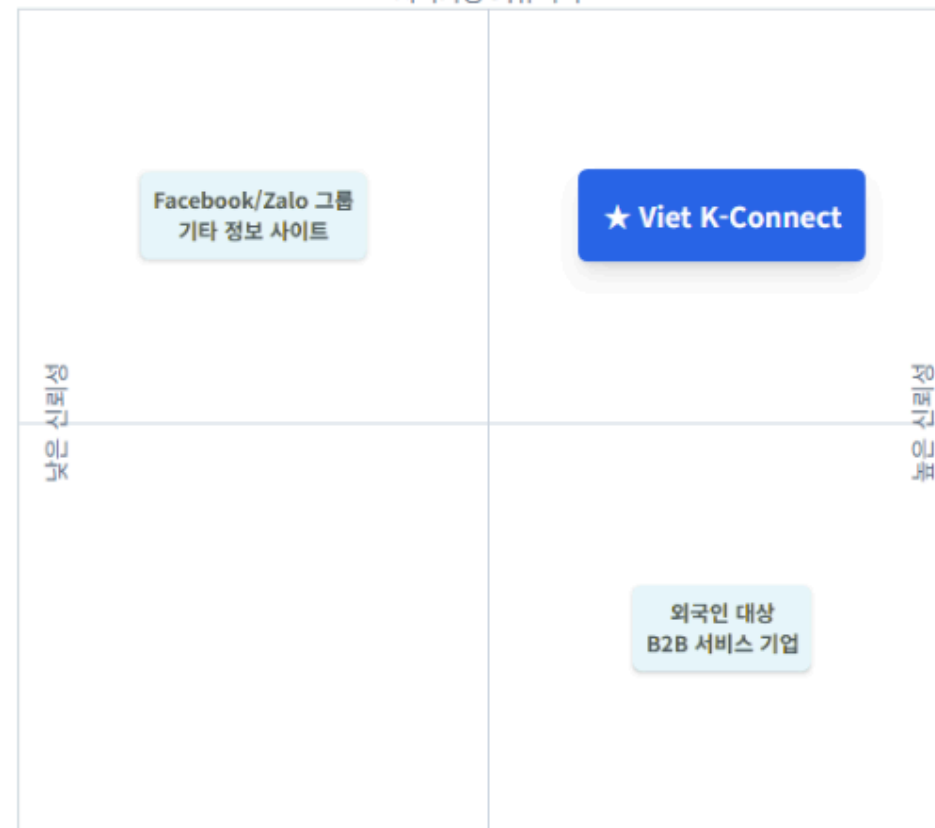 Facebook/Zalo 그룹
기타 정보 사이트
★ Viet K-Connect
낮은 신뢰성
높은 신뢰성
외국인 대상
B2B 서비스 기업